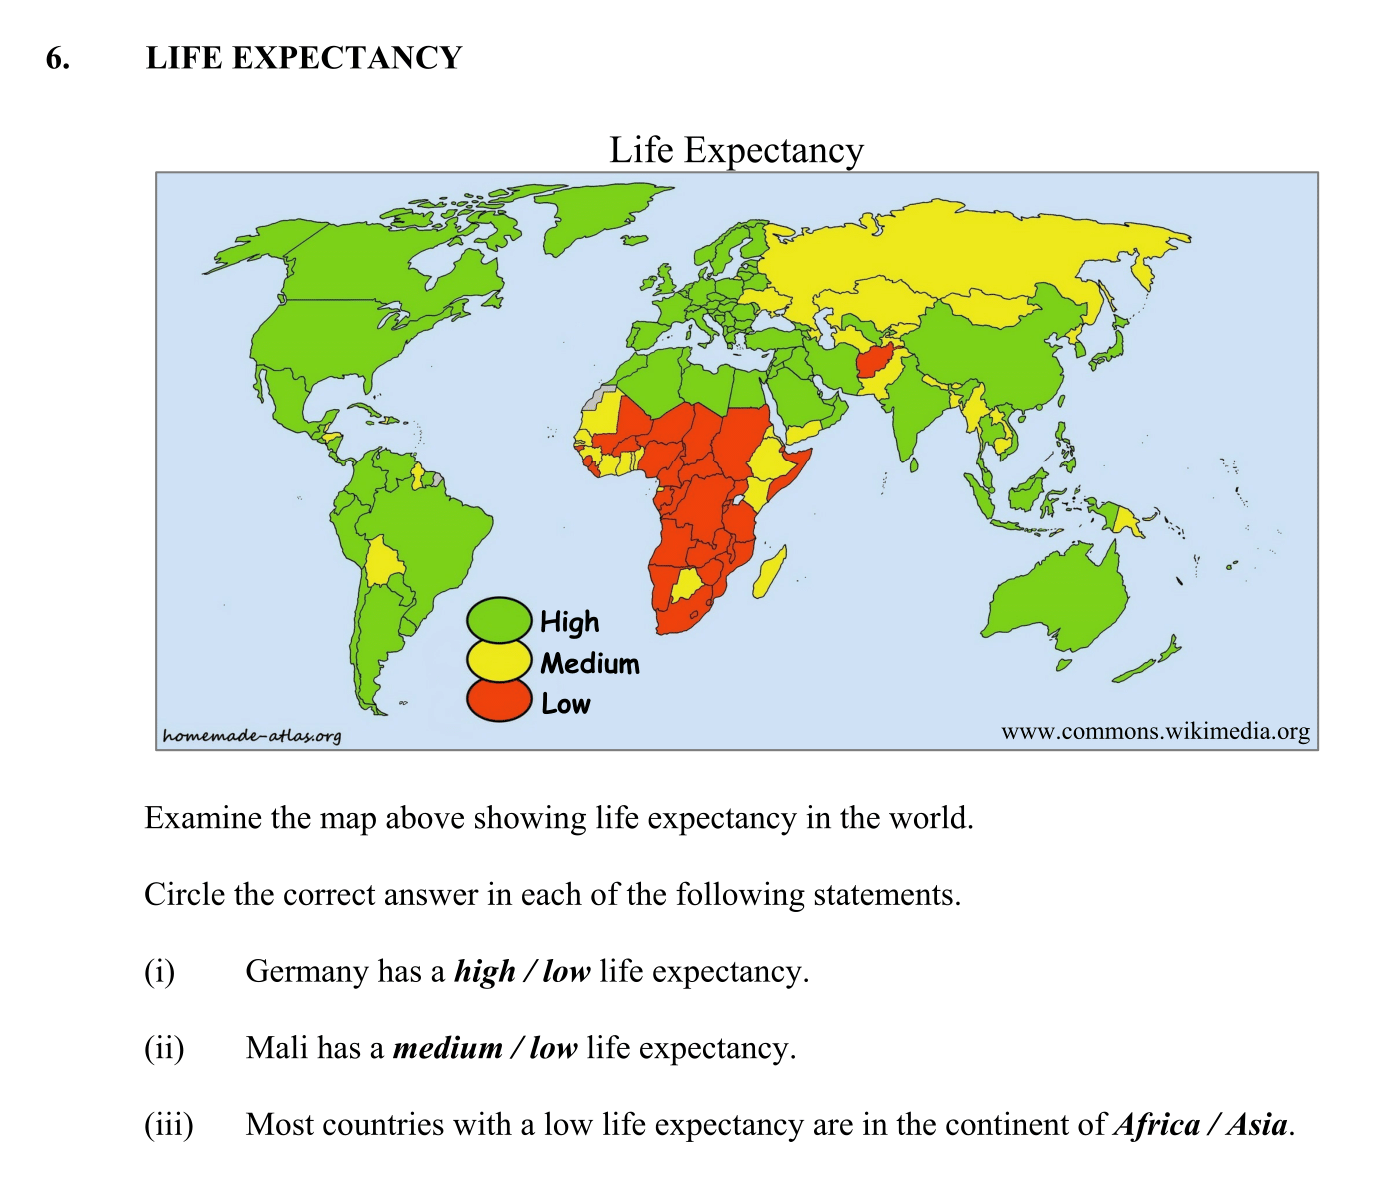 6. LIFE EXPECTANCY
Life Expectancy
High
Medium
Low
homemade-atlas.org
www.commons.wikimedia.org
Examine the map above showing life expectancy in the world.
Circle the correct answer in each of the following statements.
(i) Germany has a high / low life expectancy.
(ii) Mali has a medium / low life expectancy.
(iii) Most countries with a low life expectancy are in the continent of Africa / Asia.